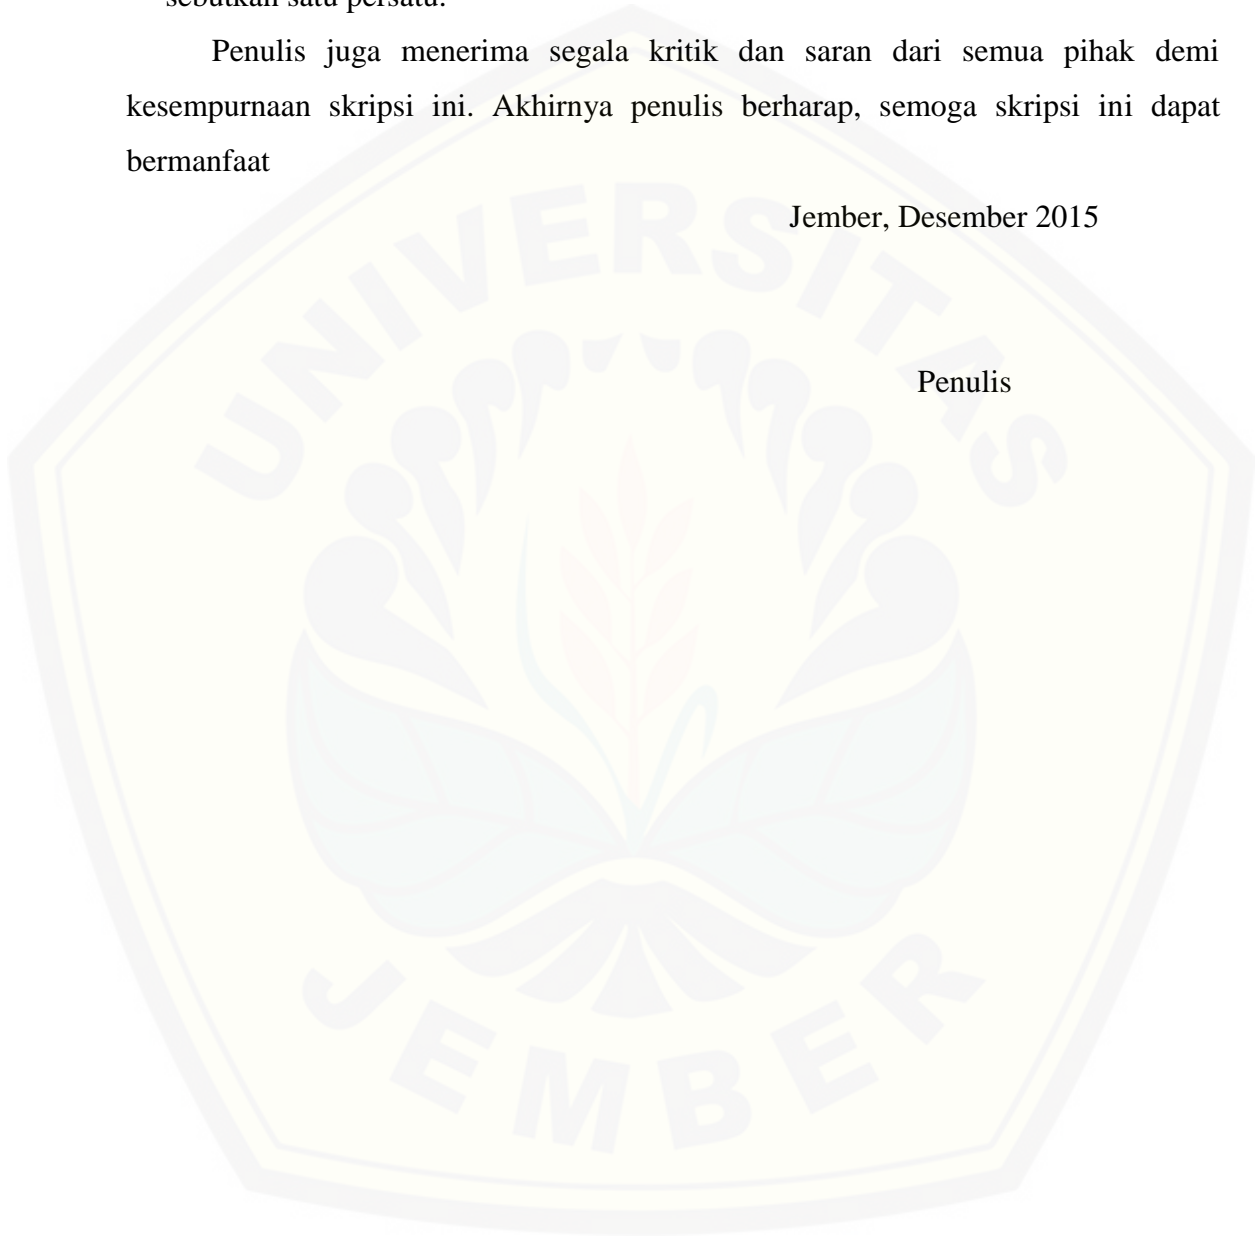 sebutkan satu persatu.
Penulis juga menerima segala kritik dan saran dari semua pihak demi
kesempurnaan skripsi ini. Akhirnya penulis berharap, semoga skripsi ini dapat
bermanfaat
Jember, Desember 2015
Penulis
UNIVERSITAS
JEMBER